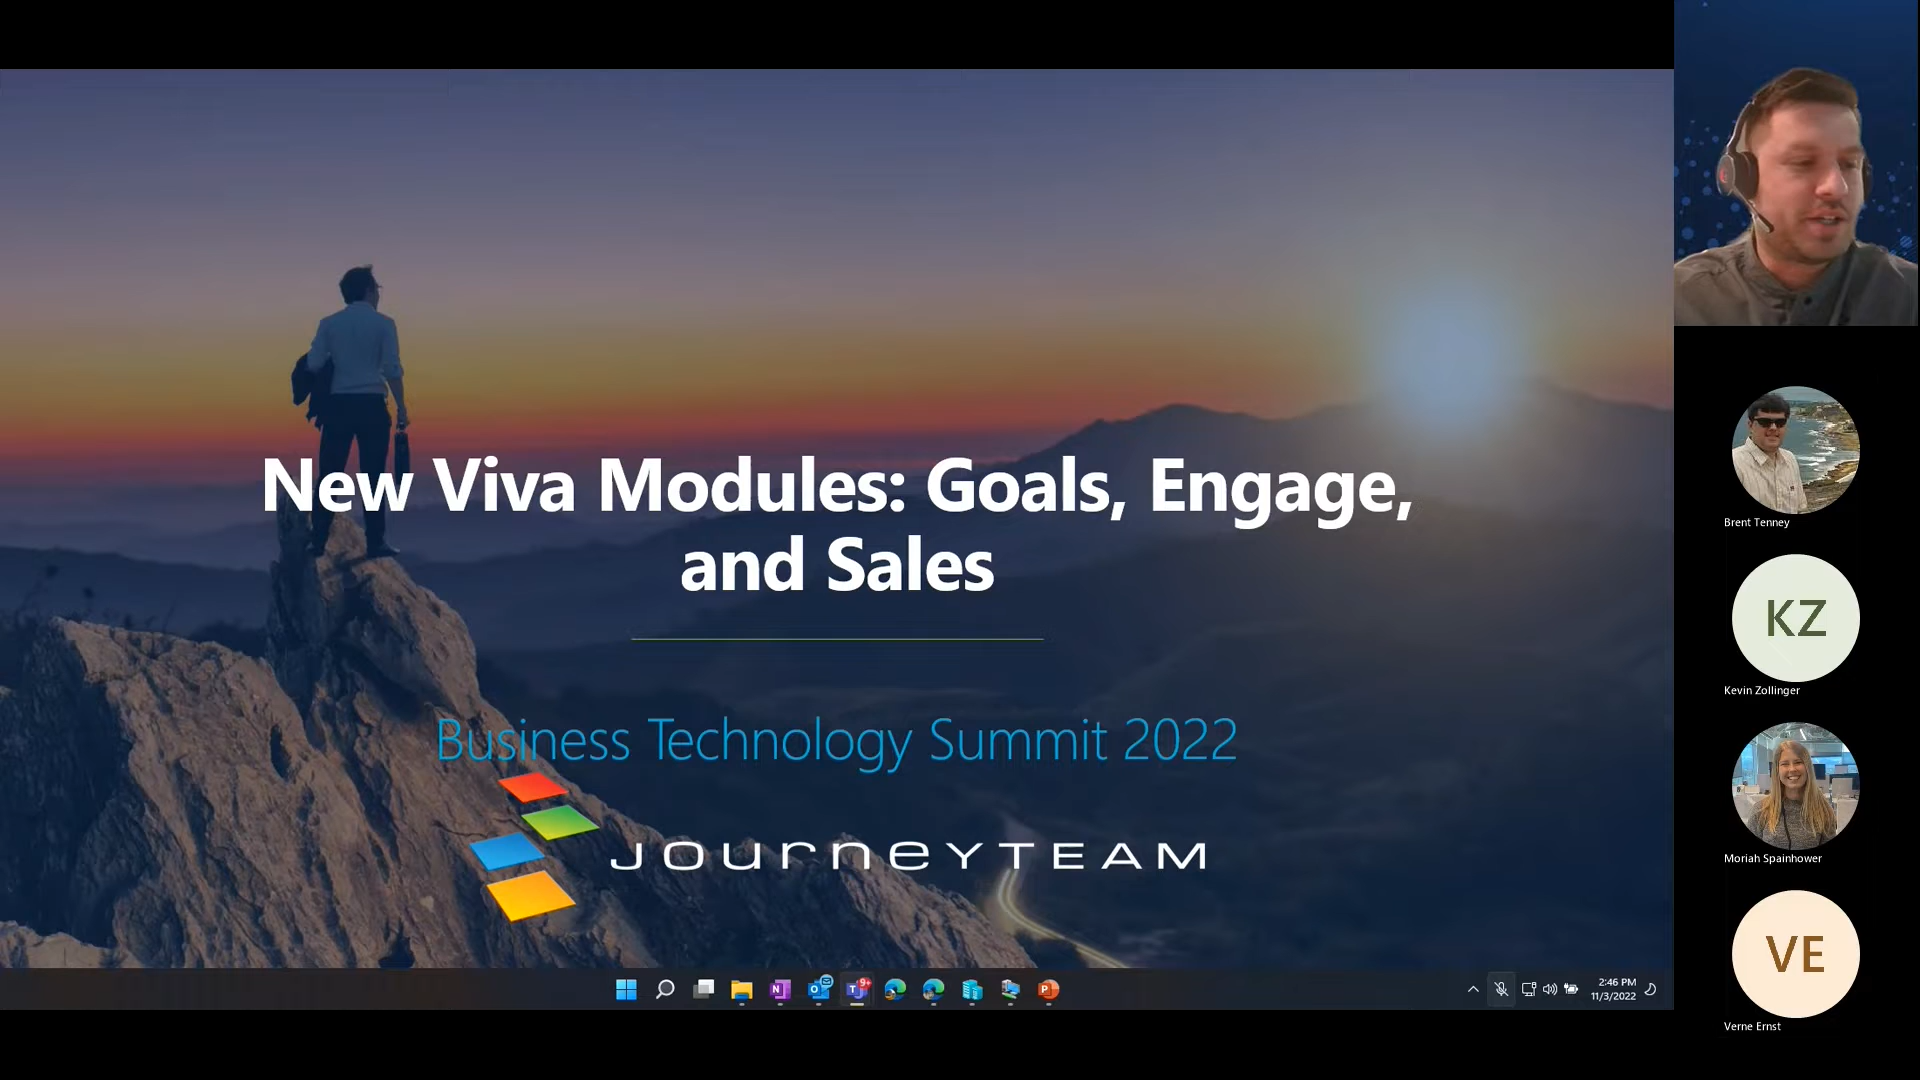 New Viva Modules: Goals, Engage,
and Sales
Business Technology Summit 2022
JOURNEYTEAM
9+
2:46 PM
11/3/2022
Brent Tenney
KZ
Kevin Zollinger
Moriah Spainhower
VE
Verne Ernst